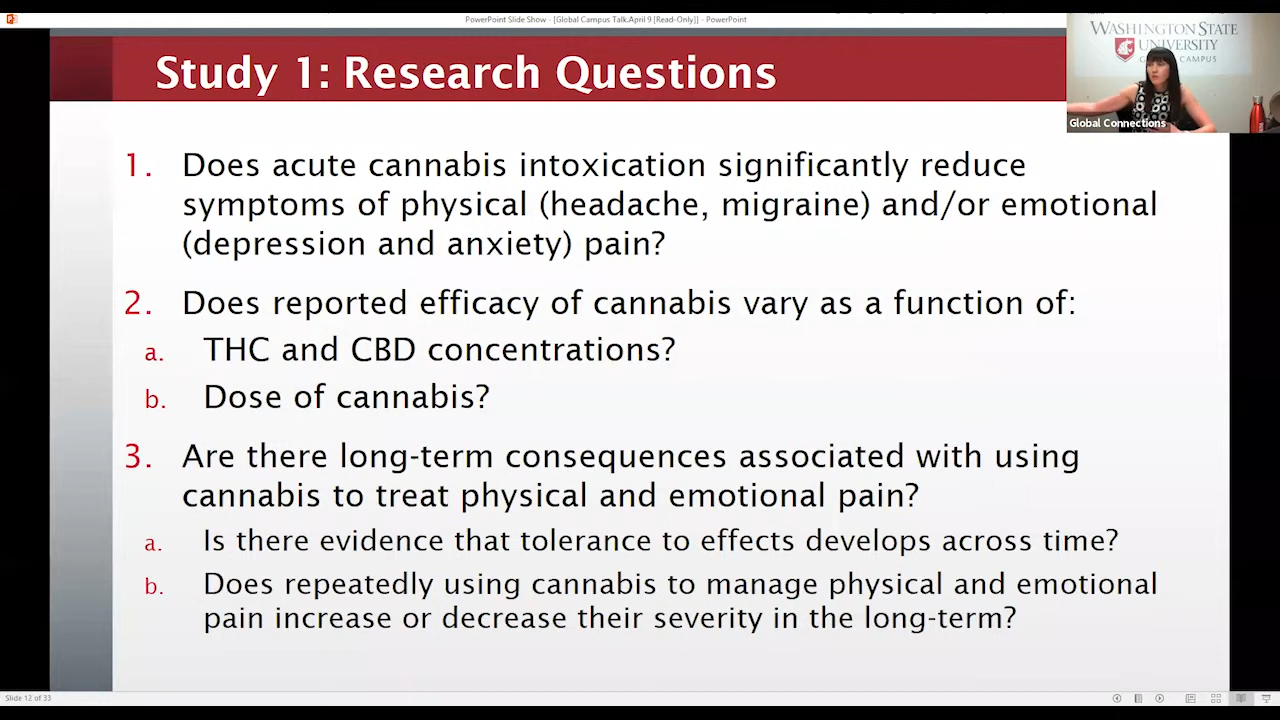 PowerPoint Slide Show - [Global Campus Talk.April 9 [Read-Only]] - PowerPoint
Study 1: Research Questions
WASHINGTON STATE
UNIVERSITY
CAMPUS
Global Connections
1. Does acute cannabis intoxication significantly reduce
symptoms of physical (headache, migraine) and/or emotional
(depression and anxiety) pain?
2. Does reported efficacy of cannabis vary as a function of:
a. THC and CBD concentrations?
b. Dose of cannabis?
3. Are there long-term consequences associated with using
cannabis to treat physical and emotional pain?
a. Is there evidence that tolerance to effects develops across time?
b. Does repeatedly using cannabis to manage physical and emotional
pain increase or decrease their severity in the long-term?
Slide 12 of 33